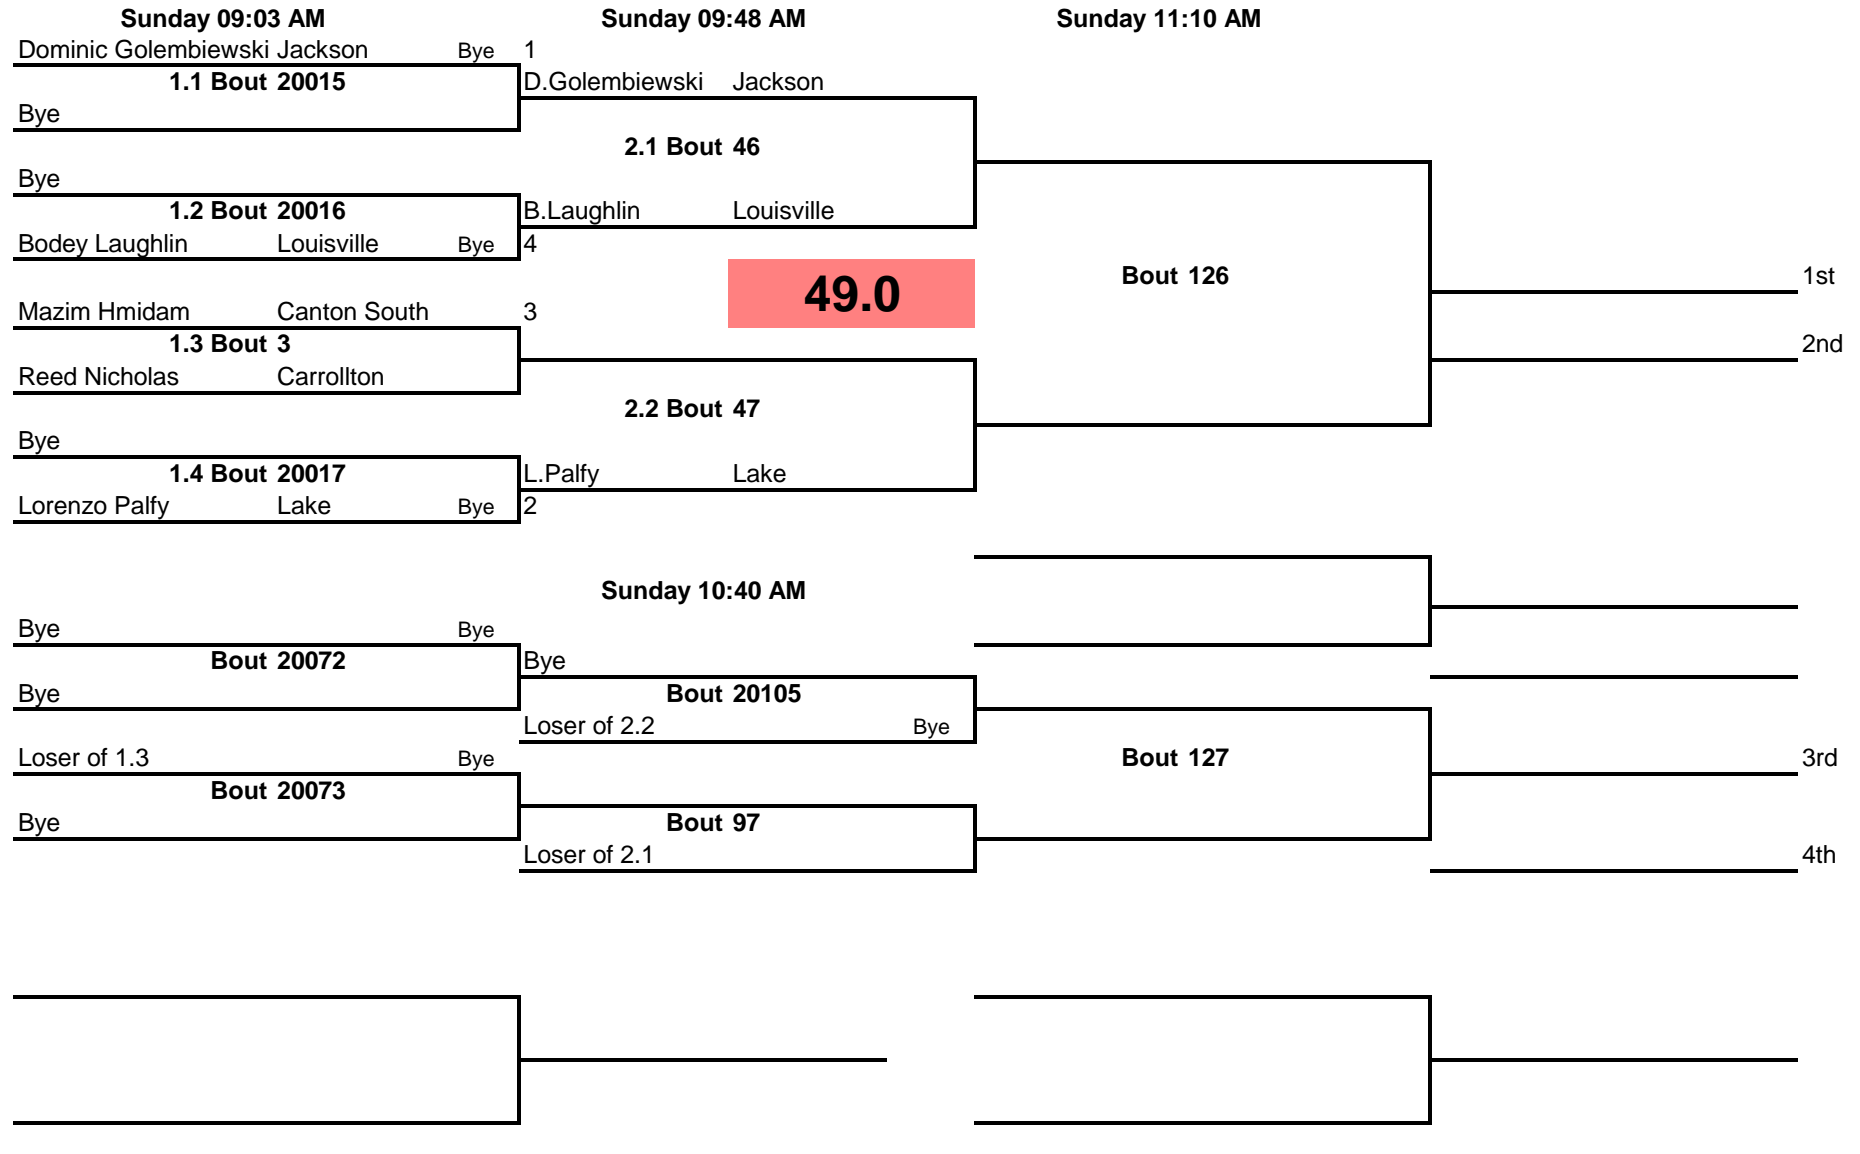 Sunday 09:03 AM Sunday 09:48 AM Sunday 11:10 AM
Dominic Golembiewski Jackson Bye 1
1.1 Bout 20015 D.Golembiewski Jackson
Bye
2.1 Bout 46
Bye
1.2 Bout 20016 B.Laughlin Louisville
Bodey Laughlin Louisville Bye 4
49.0 Bout 126 1st
Mazim Hmidam Canton South 3
1.3 Bout 3 2nd
Reed Nicholas Carrollton
2.2 Bout 47
Bye
1.4 Bout 20017 L.Palfy Lake
Lorenzo Palfy Lake Bye 2
Sunday 10:40 AM
Bye Bye
Bout 20072 Bye
Bye Bout 20105
Loser of 2.2 Bye
Loser of 1.3 Bye Bout 127 3rd
Bout 20073
Bye Bout 97
Loser of 2.1 4th